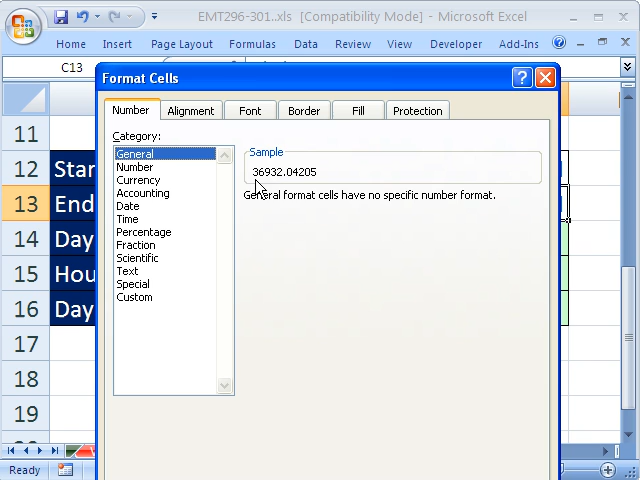 EMT296-301..xls [Compatibility Mode] - Microsoft Excel
Home Insert Page Layout Formulas Data Review View Developer Add-Ins
C13
Format Cells
Number Alignment Font Border Fill Protection
Category:
General
Number
Currency
Accounting
Date
Time
Percentage
Fraction
Scientific
Text
Special
Custom
Sample
36932.04205
General format cells have no specific number format.
11
12 Star
13 End
14 Day
15 Hou
16 Day
17
18
19
Ready